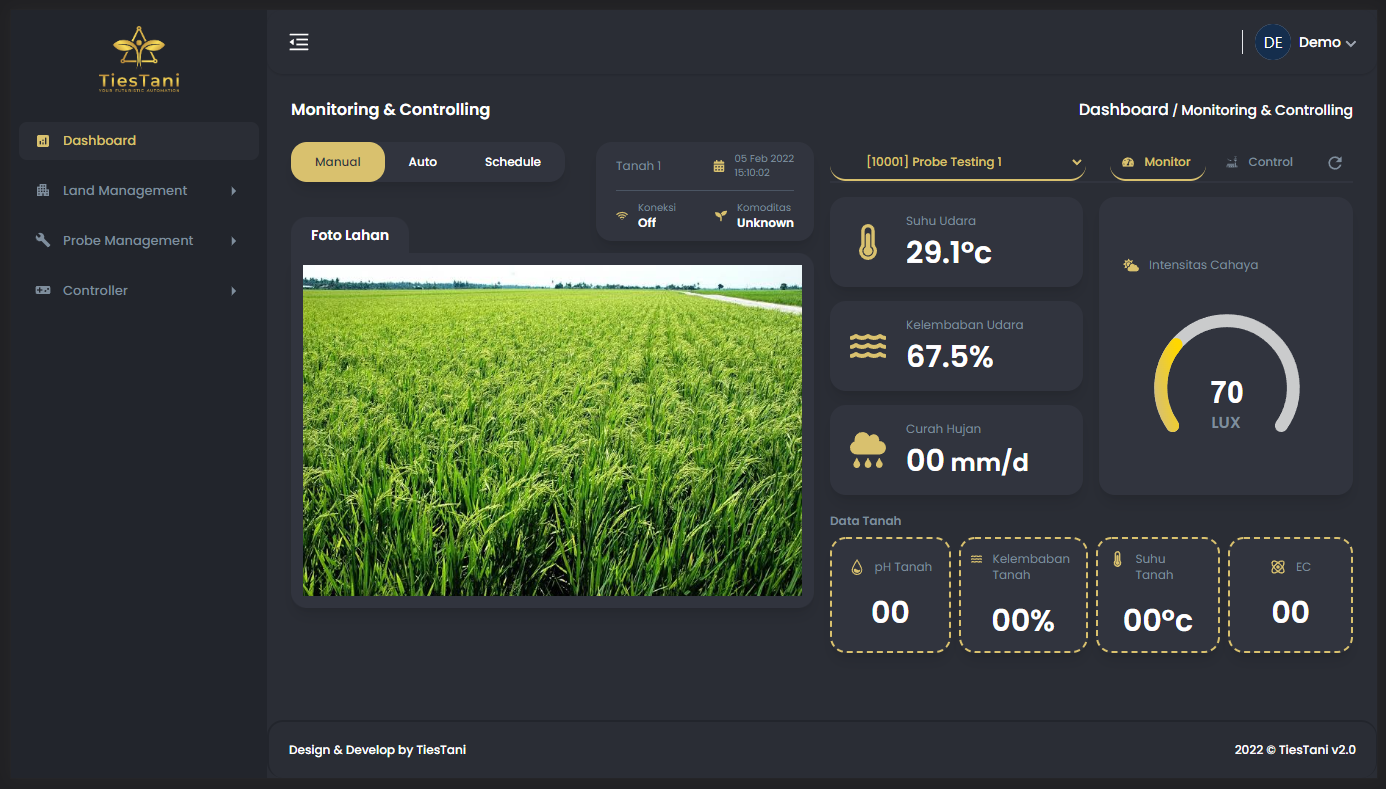 TiesTani
YOUR FUTURISTIC AUTOMATION
Dashboard
Land Management
Probe Management
Controller
DE Demo
Monitoring & Controlling
Dashboard / Monitoring & Controlling
Manual Auto Schedule
Tanah 1
05 Feb 2022
15:10:02
Koneksi
Off
Komoditas
Unknown
Foto Lahan
[10001] Probe Testing 1
Monitor
Control
Suhu Udara
29.1°c
Kelembaban Udara
67.5%
Curah Hujan
00 mm/d
Intensitas Cahaya
70
LUX
Data Tanah
pH Tanah
00
Kelembaban
Tanah
00%
Suhu
Tanah
00°c
EC
00
Design & Develop by TiesTani
2022 © TiesTani v2.0